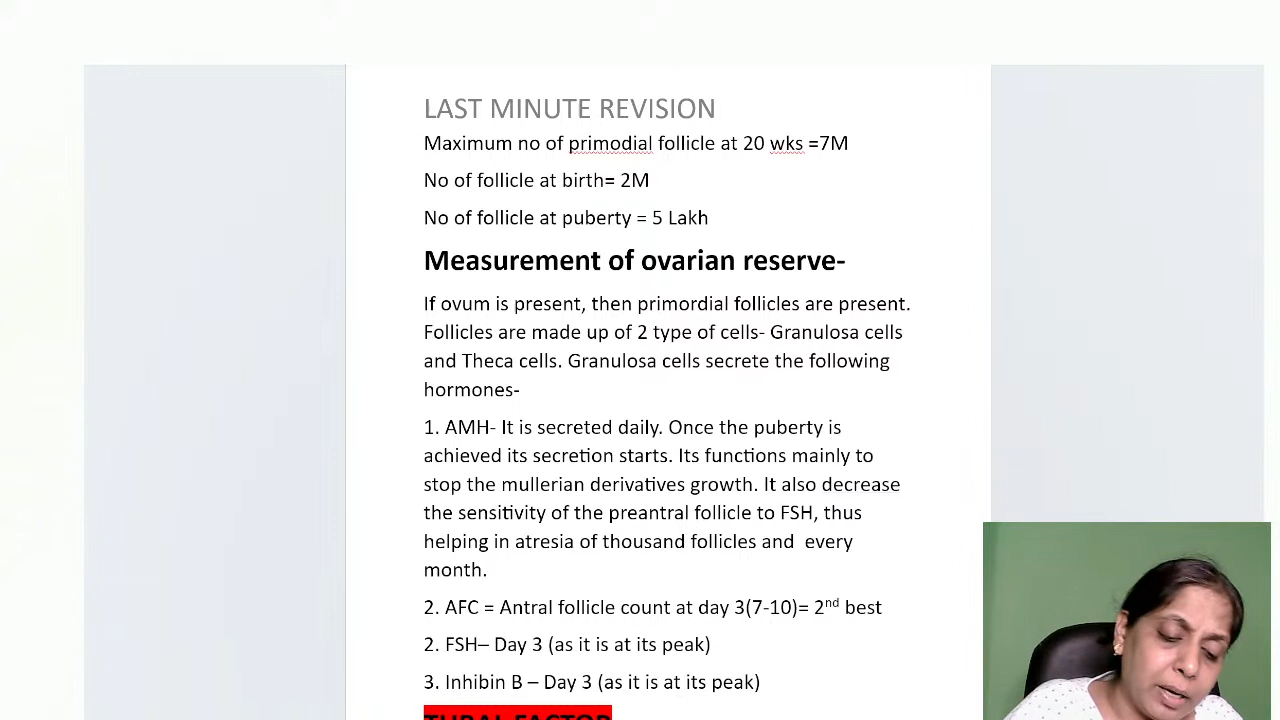 LAST MINUTE REVISION
Maximum no of primodial follicle at 20 wks =7M
No of follicle at birth= 2M
No of follicle at puberty = 5 Lakh
Measurement of ovarian reserve-
If ovum is present, then primordial follicles are present.
Follicles are made up of 2 type of cells- Granulosa cells
and Theca cells. Granulosa cells secrete the following
hormones-
1. AMH- It is secreted daily. Once the puberty is
achieved its secretion starts. Its functions mainly to
stop the mullerian derivatives growth. It also decrease
the sensitivity of the preantral follicle to FSH, thus
helping in atresia of thousand follicles and  every
month.
2. AFC = Antral follicle count at day 3(7-10)= 2nd best
2. FSH– Day 3 (as it is at its peak)
3. Inhibin B – Day 3 (as it is at its peak)
TUBAL FACTOR